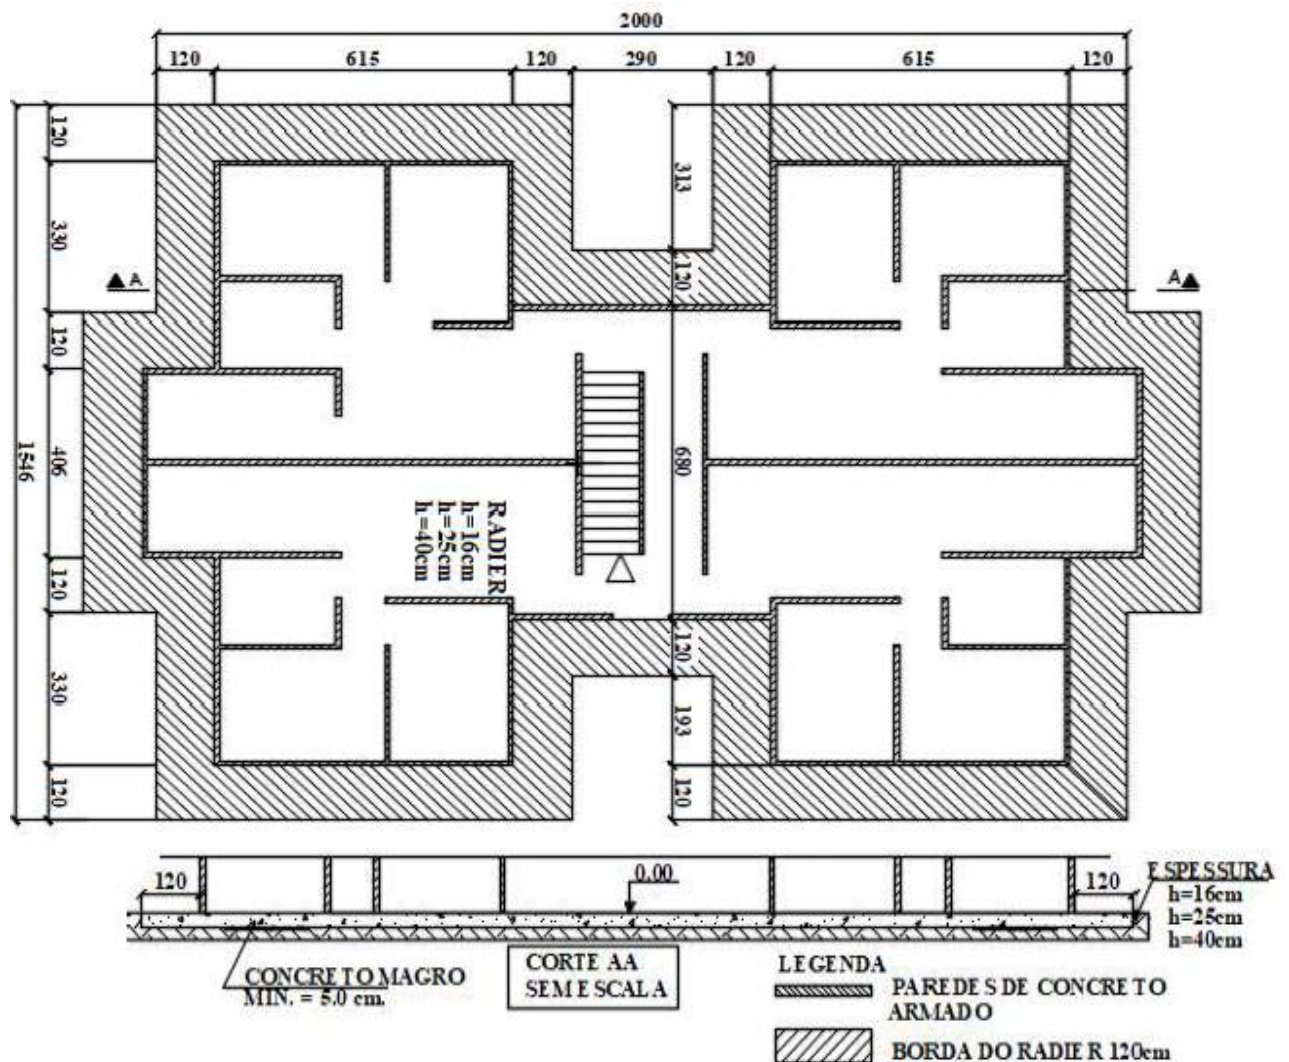 2000
120 615 120 290 120 615 120
120
330
120
406
120
330
120
1546
313
120
680
120
193
120
A
A
RADIER
h=16cm
h=25cm
h=40cm
120
0.00
120
ESPESSURA
h=16cm
h=25cm
h=40cm
CONCRETO MAGRO
MIN. = 5.0 cm.
CORTE AA
SEM ESCALA
LEGENDA
PAREDES DE CONCRETO
ARMADO
BORDA DO RADIER 120cm